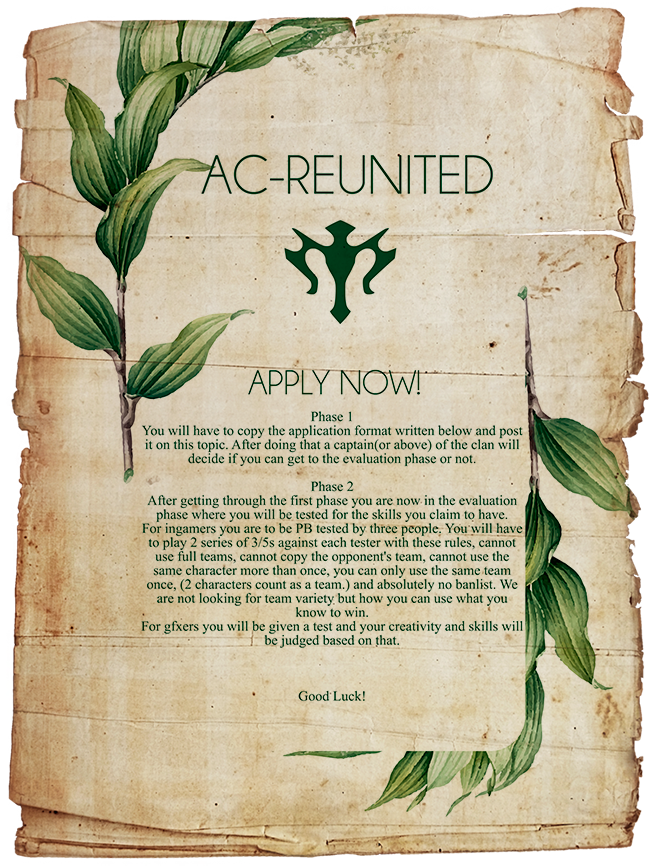 AC-REUNITED
APPLY NOW!
Phase 1
You will have to copy the application format written below and post
it on this topic. After doing that a captain(or above) of the clan will
decide if you can get to the evaluation phase or not.
Phase 2
After getting through the first phase you are now in the evaluation
phase where you will be tested for the skills you claim to have.
For ingamers you are to be PB tested by three people, You will have
to play 2 series of 3/5s against each tester with these rules, cannot
use full teams, cannot copy the opponent's team, cannot use the
same character more than once, you can only use the same team
once, (2 characters count as a team.) and absolutely no banlist. We
are not looking for team variety but how you can use what you
know to win.
For gfxers you will be given a test and your creativity and skills will
be judged based on that.
Good Luck!